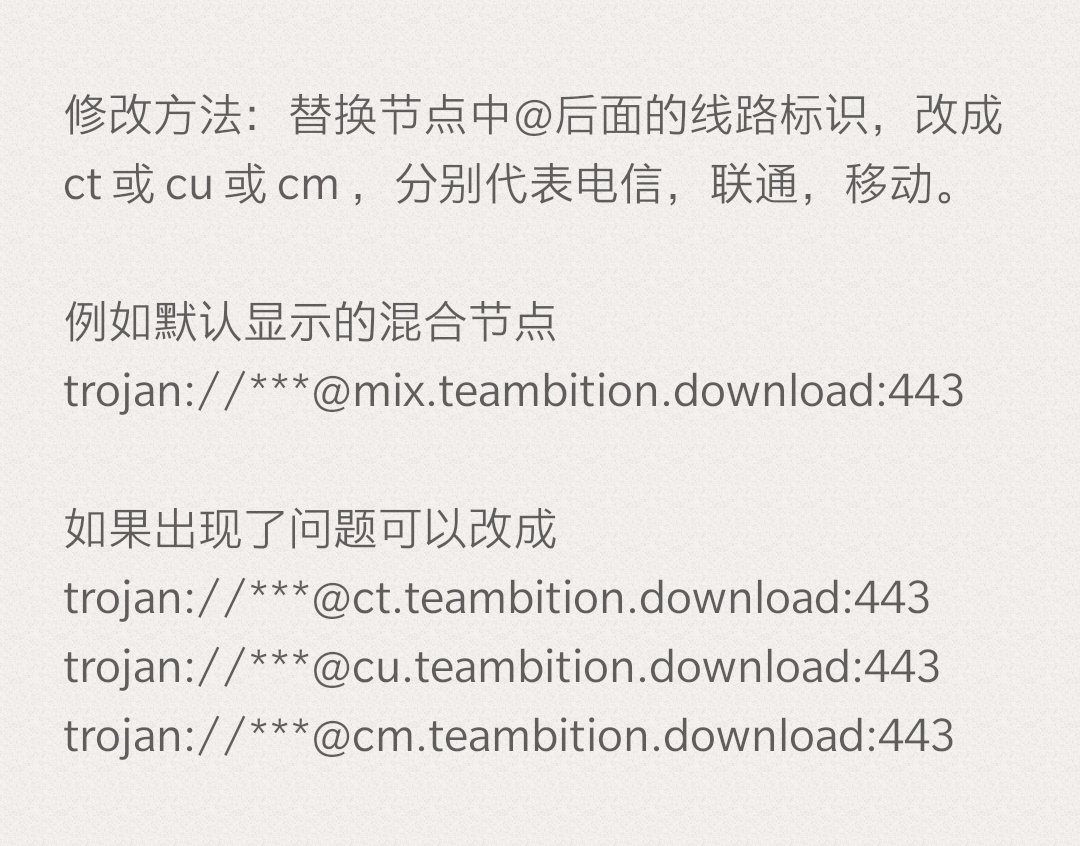 修改方法：替换节点中@后面的线路标识，改成
ct 或 cu 或 cm ，分别代表电信，联通，移动。
例如默认显示的混合节点
trojan://***@mix.teambition.download:443
如果出现了问题可以改成
trojan://***@ct.teambition.download:443
trojan://***@cu.teambition.download:443
trojan://***@cm.teambition.download:443